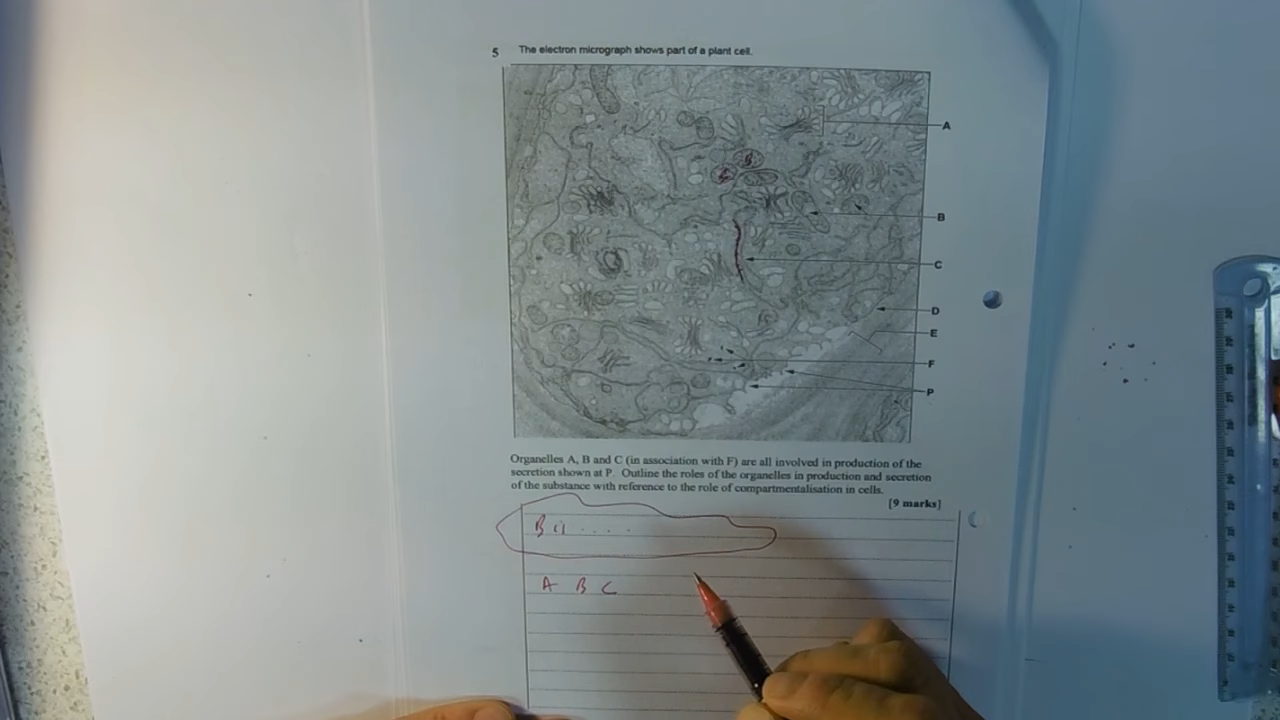 5 The electron micrograph shows part of a plant cell.
A
B
C
D
E
F
P
Organelles A, B and C (in association with F) are all involved in production of the
secretion shown at P. Outline the roles of the organelles in production and secretion
of the substance with reference to the role of compartmentalisation in cells.
[9 marks]
B is ....
A B C